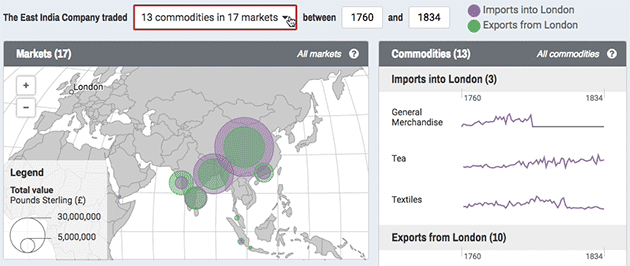 The East India Company traded 13 commodities in 17 markets between 1760 and 1834
Imports into London
Exports from London
Markets (17) All markets ?
+
−
London
Legend
Total value
Pounds Sterling (£)
30,000,000
5,000,000
Commodities (13) All commodities ?
Imports into London (3)
1760 1834
General
Merchandise
Tea
Textiles
Exports from London (10)
1760 1834